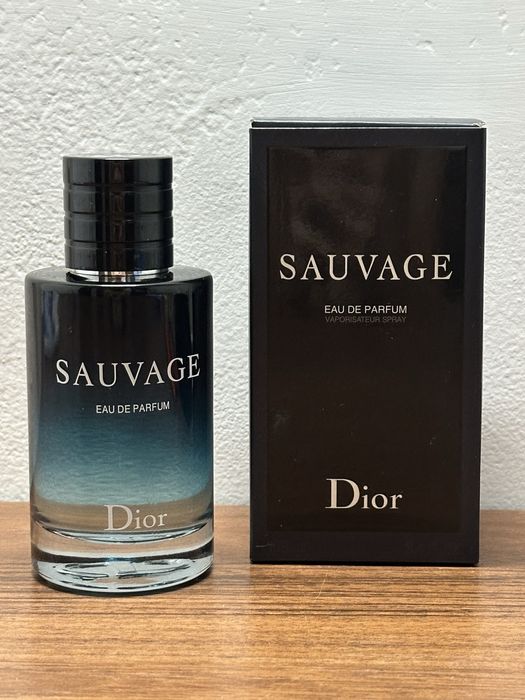 SAUVAGE
EAU DE PARFUM
Dior
SAUVAGE
EAU DE PARFUM
VAPORISATEUR SPRAY
Dior